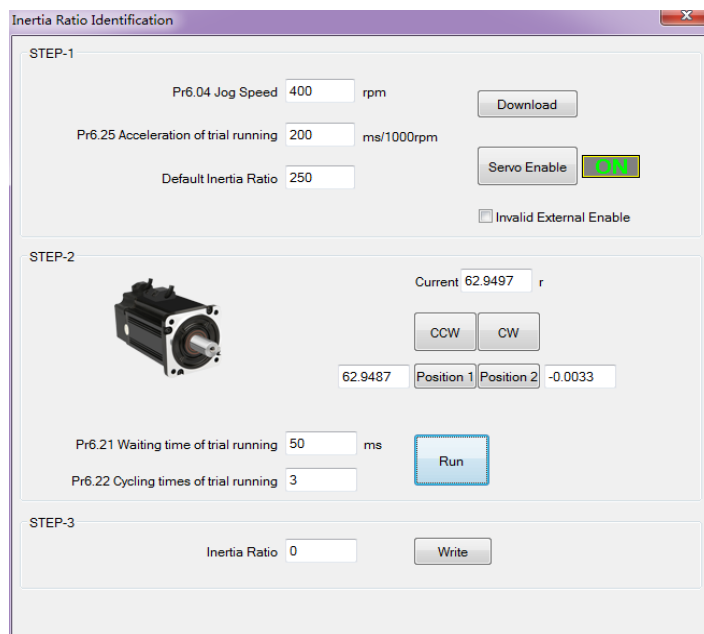 Inertia Ratio Identification
STEP-1
Pr6.04 Jog Speed 400 rpm
Download
Pr6.25 Acceleration of trial running 200 ms/1000rpm
Servo Enable ON
Default Inertia Ratio 250
Invalid External Enable
STEP-2
Current 62.9497 r
CCW CW
62.9487 Position 1 Position 2 -0.0033
Pr6.21 Waiting time of trial running 50 ms
Run
Pr6.22 Cycling times of trial running 3
STEP-3
Inertia Ratio 0 Write